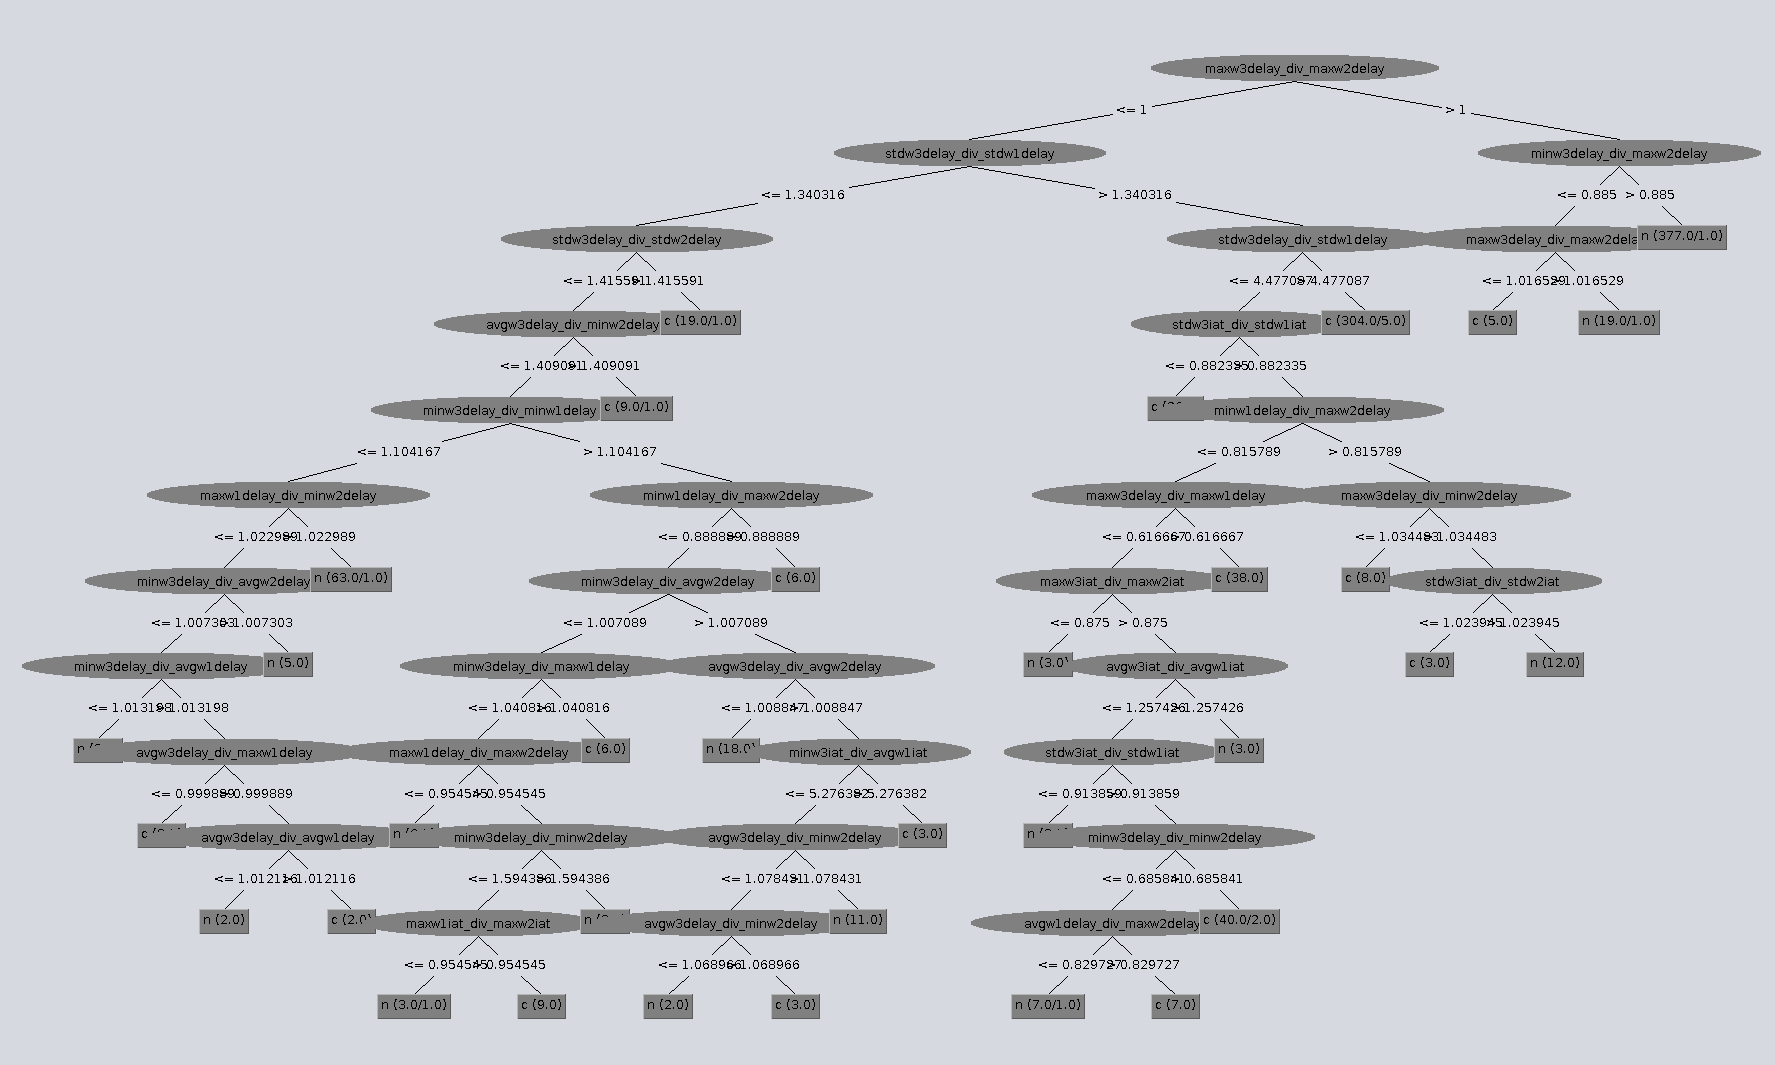 maxw3delay_div_maxw2delay
<= 1
> 1
stdw3delay_div_stdw1delay
minw3delay_div_maxw2delay
<= 1.340316
> 1.340316
<= 0.885
> 0.885
stdw3delay_div_stdw2delay
stdw3delay_div_stdw1delay
maxw3delay_div_maxw2dela
n (377.0/1.0)
<= 1.415591
> 1.415591
<= 4.477087
> 4.477087
<= 1.016529
> 1.016529
avgw3delay_div_minw2delay
c (19.0/1.0)
stdw3iat_div_stdw1iat
c (304.0/5.0)
c (5.0)
n (19.0/1.0)
<= 1.409091
> 1.409091
<= 0.882335
> 0.882335
minw3delay_div_minw1delay
c (9.0/1.0)
c
minw1delay_div_maxw2delay
<= 1.104167
> 1.104167
<= 0.815789
> 0.815789
maxw1delay_div_minw2delay
minw1delay_div_maxw2delay
maxw3delay_div_maxw1delay
maxw3delay_div_minw2delay
<= 1.022989
> 1.022989
<= 0.888889
> 0.888889
<= 0.616667
> 0.616667
<= 1.034483
> 1.034483
minw3delay_div_avgw2delay
n (63.0/1.0)
minw3delay_div_avgw2delay
c (6.0)
maxw3iat_div_maxw2iat
c (38.0)
c (8.0)
stdw3iat_div_stdw2iat
<= 1.007303
> 1.007303
<= 1.007089
> 1.007089
<= 0.875
> 0.875
<= 1.023945
> 1.023945
minw3delay_div_avgw1delay
n (5.0)
minw3delay_div_maxw1delay
avgw3delay_div_avgw2delay
n (3.0)
avgw3iat_div_avgw1iat
c (3.0)
n (12.0)
<= 1.013198
> 1.013198
<= 1.040816
> 1.040816
<= 1.008847
> 1.008847
<= 1.257426
> 1.257426
n
avgw3delay_div_maxw1delay
maxw1delay_div_maxw2delay
c (6.0)
n (18.0)
minw3iat_div_avgw1iat
stdw3iat_div_stdw1iat
n (3.0)
<= 0.999889
> 0.999889
<= 0.954545
> 0.954545
<= 5.276382
> 5.276382
<= 0.913859
> 0.913859
c
avgw3delay_div_avgw1delay
n
minw3delay_div_minw2delay
avgw3delay_div_minw2delay
c (3.0)
n
minw3delay_div_minw2delay
<= 1.012116
> 1.012116
<= 1.594386
> 1.594386
<= 1.078431
> 1.078431
<= 0.685841
> 0.685841
n (2.0)
c (2.0)
maxw1iat_div_maxw2iat
n
avgw3delay_div_minw2delay
n (11.0)
avgw1delay_div_maxw2delay
c (40.0/2.0)
<= 0.954545
> 0.954545
<= 1.068966
> 1.068966
<= 0.829727
> 0.829727
n (3.0/1.0)
c (9.0)
n (2.0)
c (3.0)
n (7.0/1.0)
c (7.0)